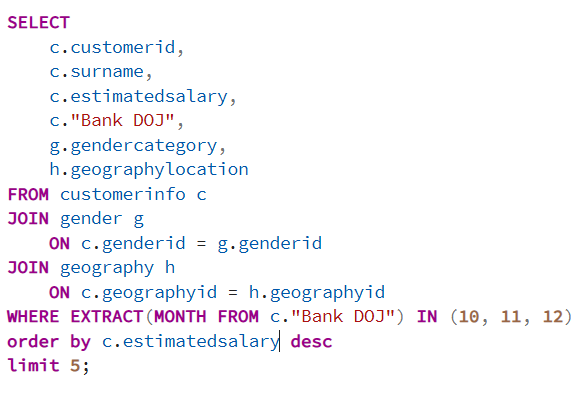 SELECT
    c.customerid,
    c.surname,
    c.estimatedsalary,
    c."Bank DOJ",
    g.gendercategory,
    h.geographylocation
FROM customerinfo c
JOIN gender g
    ON c.genderid = g.genderid
JOIN geography h
    ON c.geographyid = h.geographyid
WHERE EXTRACT(MONTH FROM c."Bank DOJ") IN (10, 11, 12)
order by c.estimatedsalary desc
limit 5;